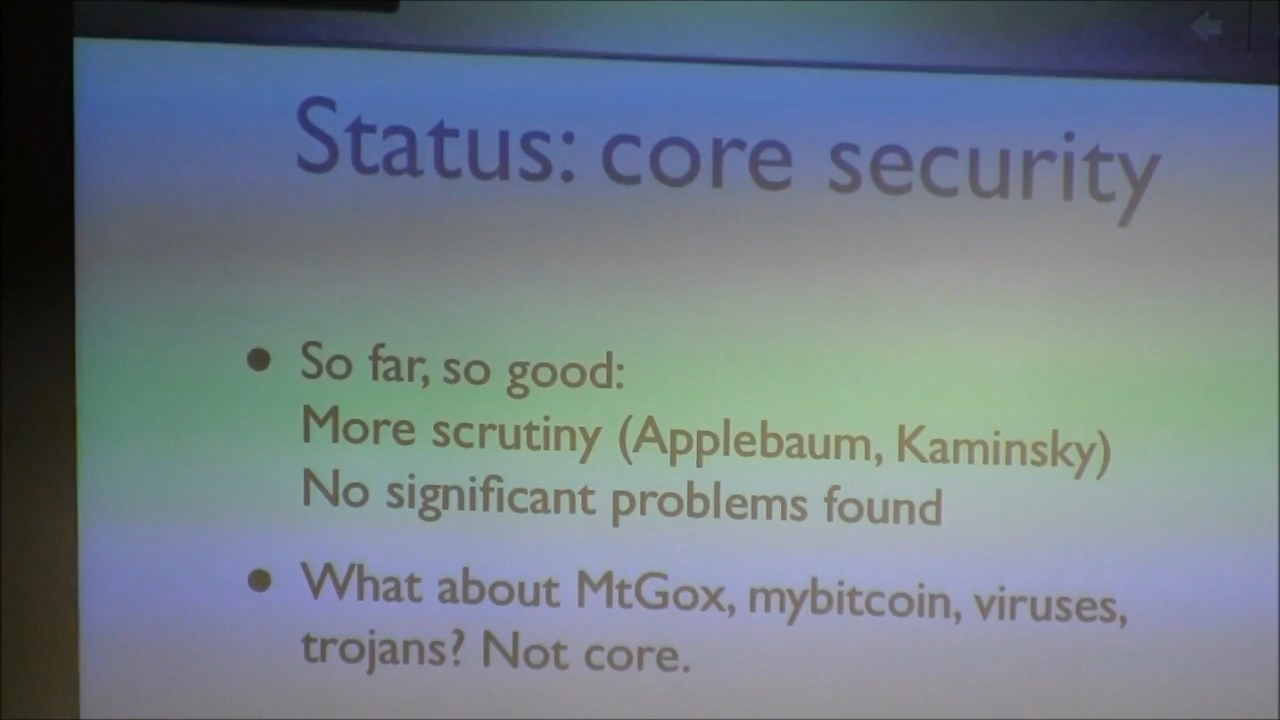 Status: core security
• So far, so good:
More scrutiny (Applebaum, Kaminsky)
No significant problems found
• What about MtGox, mybitcoin, viruses,
trojans? Not core.